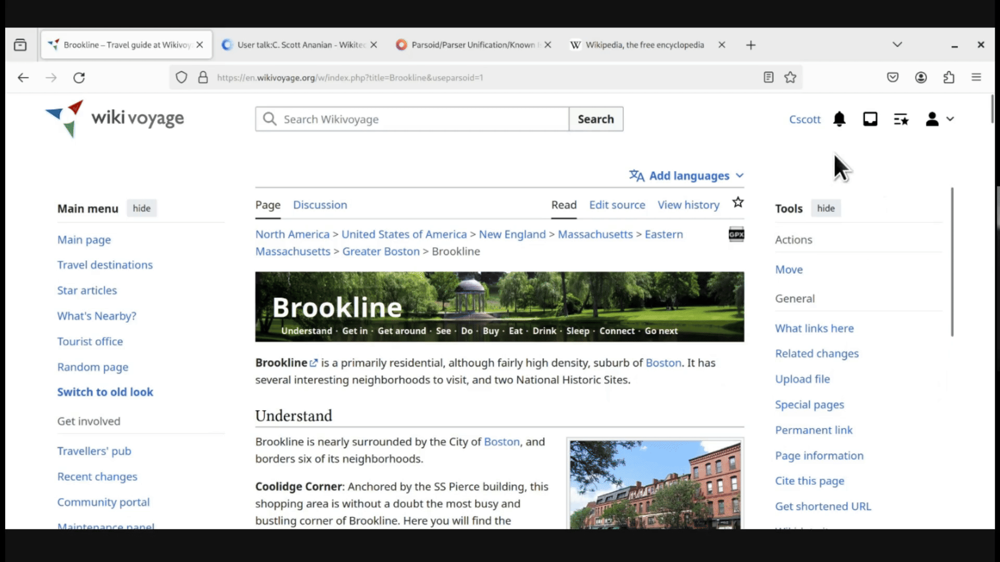 Brookline – Travel guide at Wikivoy
User talk:C. Scott Ananian - Wikitec
Parsoid/Parser Unification/Known
Wikipedia, the free encyclopedia
https://en.wikivoyage.org/w/index.php?title=Brookline&useparsoid=1
wikivoyage
Search Wikivoyage
Search
Cscott
Add languages
Main menu
hide
Main page
Travel destinations
Star articles
What's Nearby?
Tourist office
Random page
Switch to old look
Get involved
Travellers' pub
Recent changes
Community portal
Maintenance panel
Page
Discussion
Read
Edit source
View history
North America > United States of America > New England > Massachusetts > Eastern
Massachusetts > Greater Boston > Brookline
GPX
Brookline
Understand · Get in · Get around · See · Do · Buy · Eat · Drink · Sleep · Connect · Go next
Brookline is a primarily residential, although fairly high density, suburb of Boston. It has
several interesting neighborhoods to visit, and two National Historic Sites.
Understand
Brookline is nearly surrounded by the City of Boston, and
borders six of its neighborhoods.
Coolidge Corner: Anchored by the SS Pierce building, this
shopping area is without a doubt the most busy and
bustling corner of Brookline. Here you will find the
Tools
hide
Actions
Move
General
What links here
Related changes
Upload file
Special pages
Permanent link
Page information
Cite this page
Get shortened URL